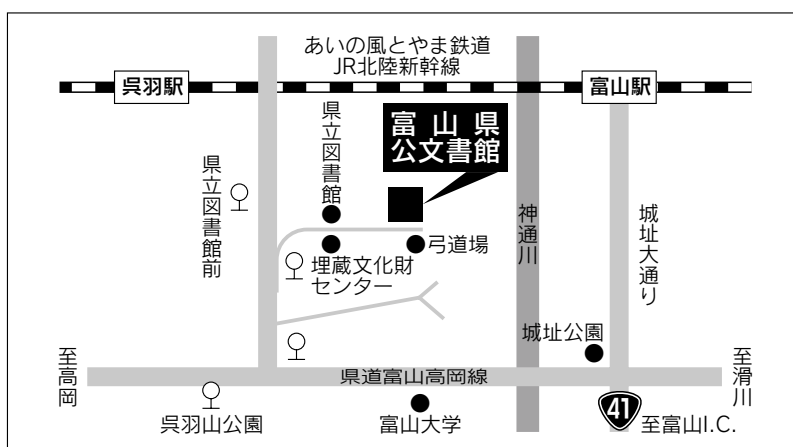 あいの風とやま鉄道
JR北陸新幹線
呉羽駅
富山駅
富山県
公文書館
県立図書館
県立図書館前
弓道場
埋蔵文化財
センター
神通川
城址大通り
城址公園
至高岡
県道富山高岡線
至滑川
呉羽山公園
富山大学
41
至富山I.C.